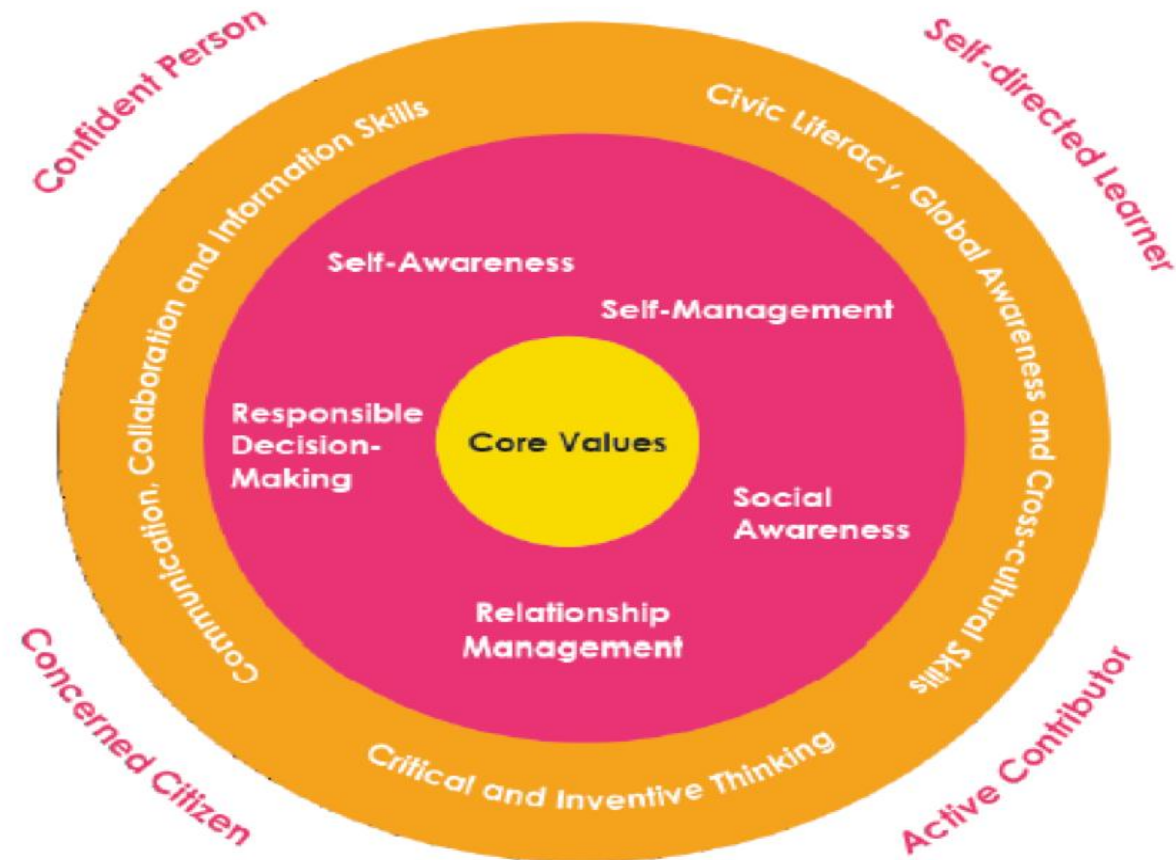 Confident Person
Self-directed Learner
Communication, Collaboration and Information Skills
Civic Literacy, Global Awareness and Cross-cultural Skills
Self-Awareness
Self-Management
Responsible
Decision-
Making
Core Values
Social
Awareness
Relationship
Management
Critical and Inventive Thinking
Concerned Citizen
Active Contributor